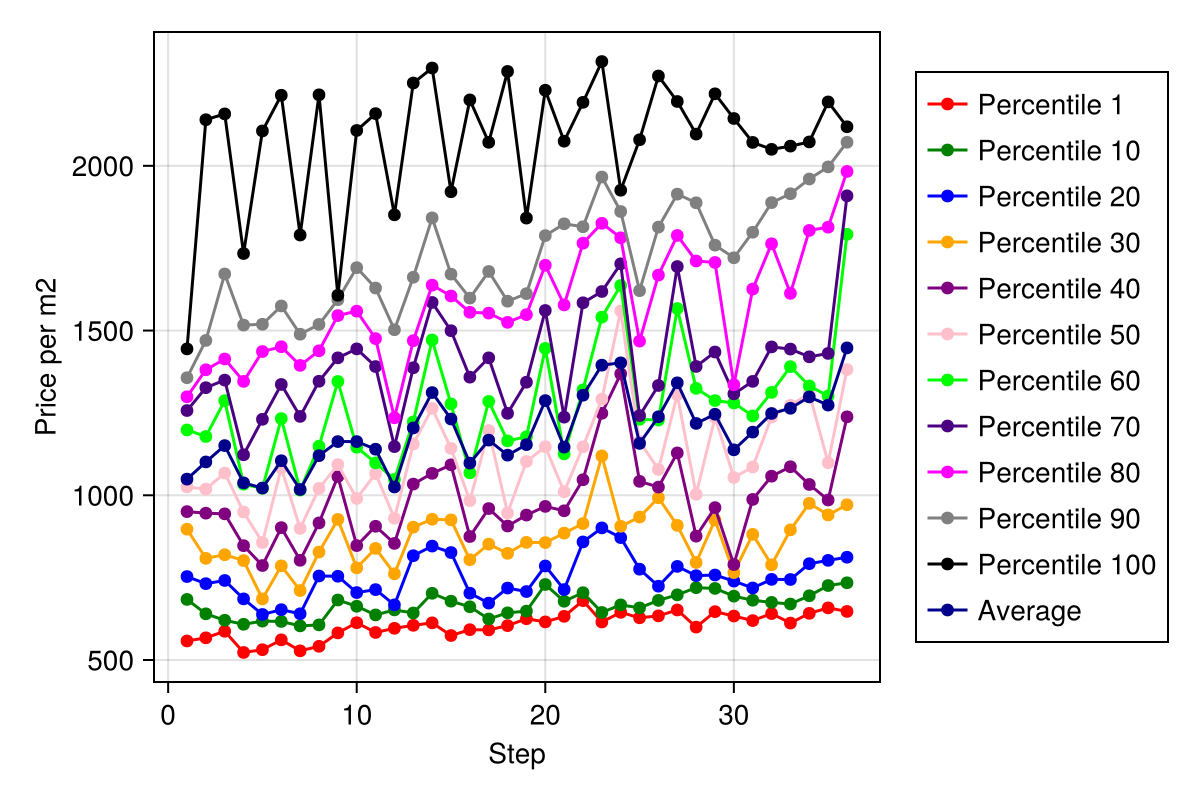 2000
1500
1000
500
Price per m2
0 10 20 30
Step
Percentile 1
Percentile 10
Percentile 20
Percentile 30
Percentile 40
Percentile 50
Percentile 60
Percentile 70
Percentile 80
Percentile 90
Percentile 100
Average